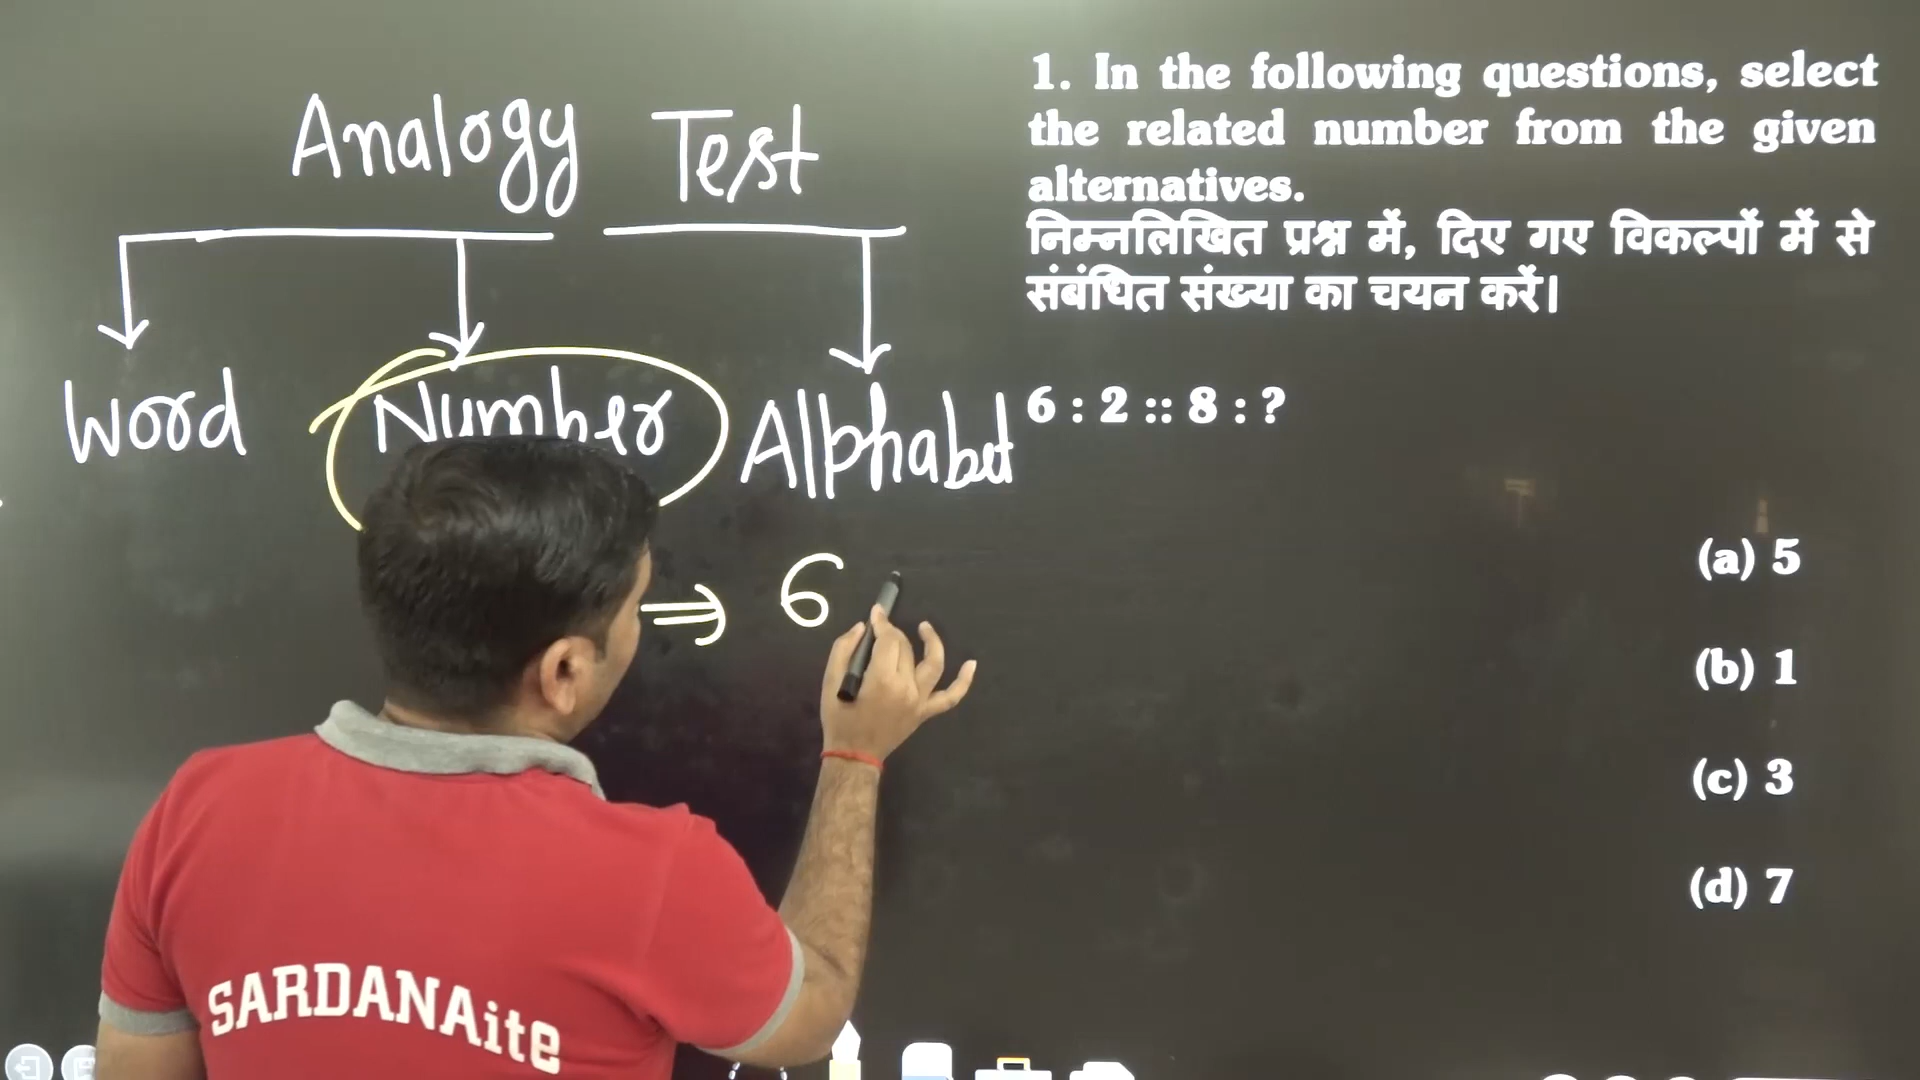 Analogy Test
Word Number Alphabet
⇒ 6
1. In the following questions, select
the related number from the given
alternatives.
निम्नलिखित प्रश्न में, दिए गए विकल्पों में से
संबंधित संख्या का चयन करें।
6 : 2 :: 8 : ?
(a) 5
(b) 1
(c) 3
(d) 7
SARDANAite